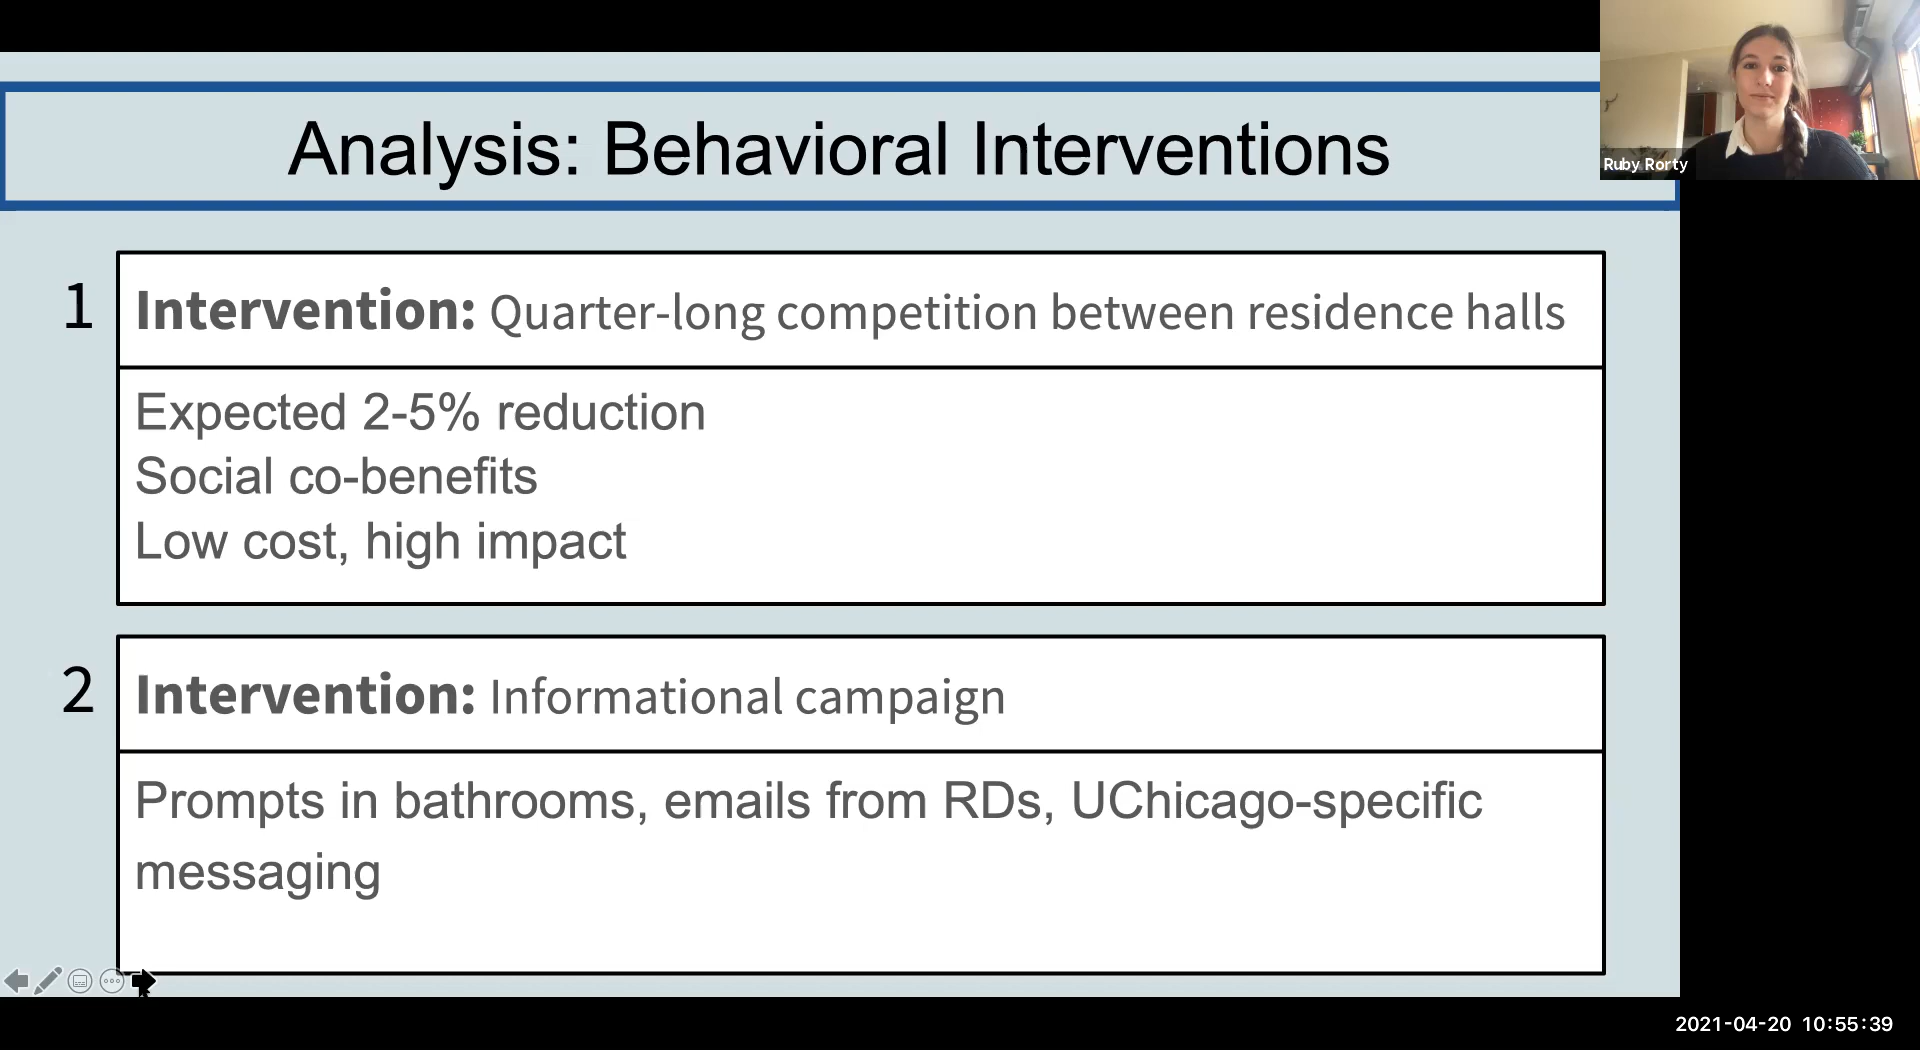 Analysis: Behavioral Interventions
Ruby Rorty
1
Intervention: Quarter-long competition between residence halls
Expected 2-5% reduction
Social co-benefits
Low cost, high impact
2
Intervention: Informational campaign
Prompts in bathrooms, emails from RDs, UChicago-specific
messaging
2021-04-20 10:55:39